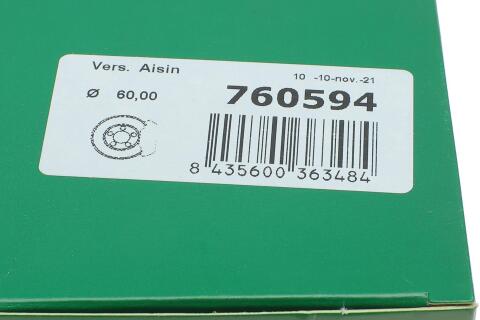 Vers. Aisin
10 -10-nov.-21
Ø 60,00
760594
8 435600 363484